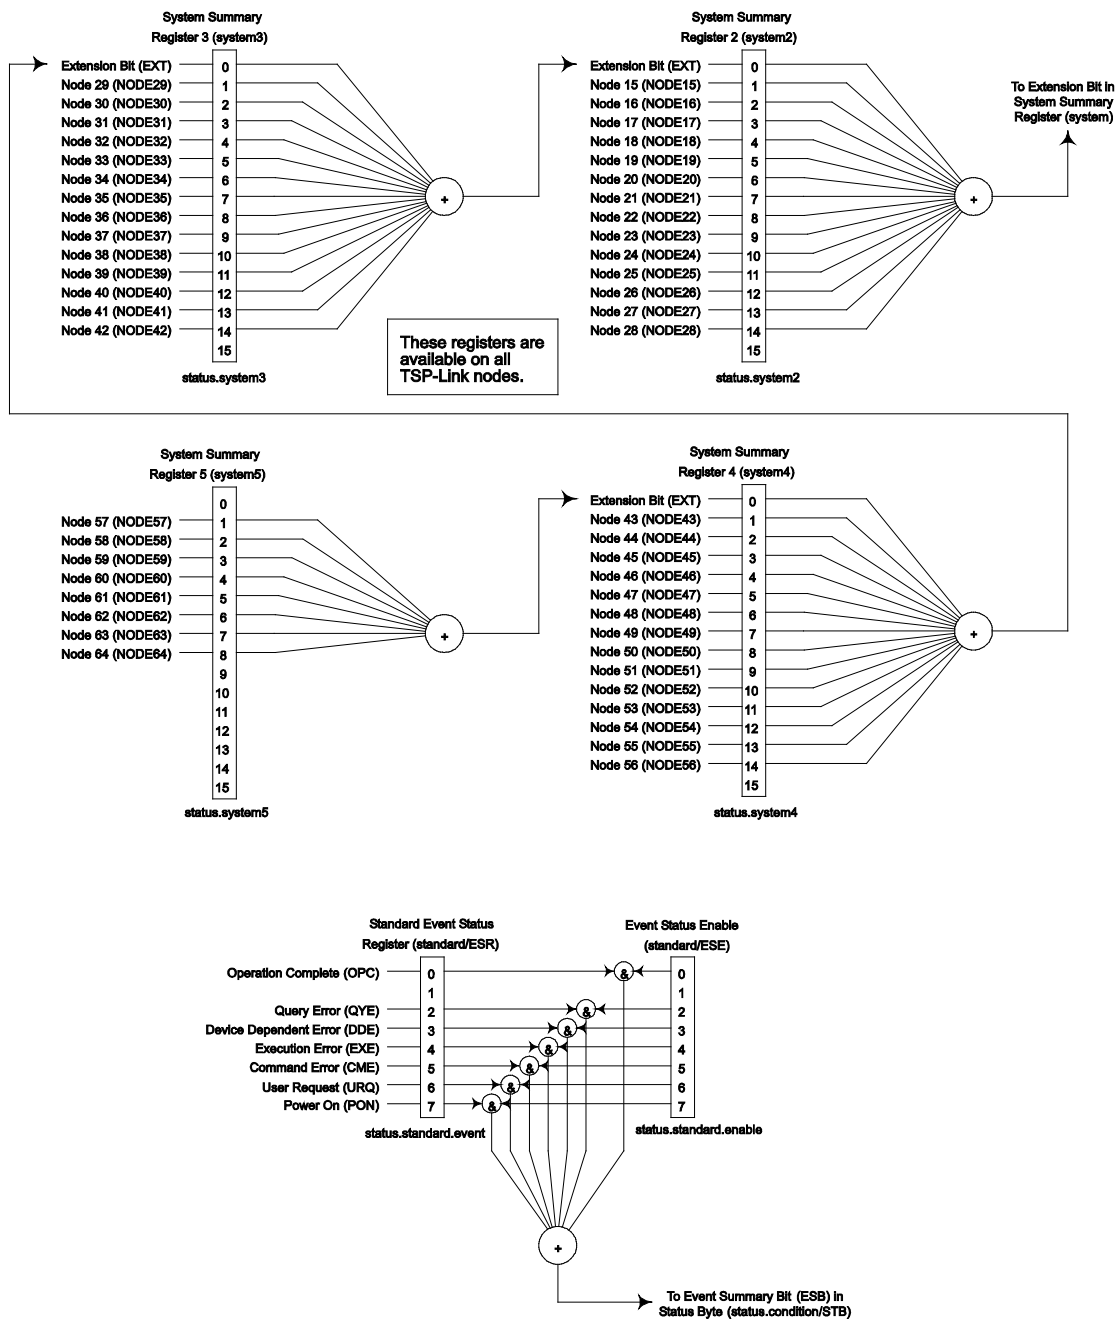 System Summary
Register 3 (system3)
Extension Bit (EXT) 0
Node 29 (NODE29) 1
Node 30 (NODE30) 2
Node 31 (NODE31) 3
Node 32 (NODE32) 4
Node 33 (NODE33) 5
Node 34 (NODE34) 6
Node 35 (NODE35) 7
Node 36 (NODE36) 8
Node 37 (NODE37) 9
Node 38 (NODE38) 10
Node 39 (NODE39) 11
Node 40 (NODE40) 12
Node 41 (NODE41) 13
Node 42 (NODE42) 14
15
status.system3
+
System Summary
Register 2 (system2)
Extension Bit (EXT) 0
Node 15 (NODE15) 1
Node 16 (NODE16) 2
Node 17 (NODE17) 3
Node 18 (NODE18) 4
Node 19 (NODE19) 5
Node 20 (NODE20) 6
Node 21 (NODE21) 7
Node 22 (NODE22) 8
Node 23 (NODE23) 9
Node 24 (NODE24) 10
Node 25 (NODE25) 11
Node 26 (NODE26) 12
Node 27 (NODE27) 13
Node 28 (NODE28) 14
15
status.system2
+
To Extension Bit in
System Summary
Register (system)
These registers are
available on all
TSP-Link nodes.
System Summary
Register 5 (system5)
0
Node 57 (NODE57) 1
Node 58 (NODE58) 2
Node 59 (NODE59) 3
Node 60 (NODE60) 4
Node 61 (NODE61) 5
Node 62 (NODE62) 6
Node 63 (NODE63) 7
Node 64 (NODE64) 8
9
10
11
12
13
14
15
status.system5
+
System Summary
Register 4 (system4)
Extension Bit (EXT) 0
Node 43 (NODE43) 1
Node 44 (NODE44) 2
Node 45 (NODE45) 3
Node 46 (NODE46) 4
Node 47 (NODE47) 5
Node 48 (NODE48) 6
Node 49 (NODE49) 7
Node 50 (NODE50) 8
Node 51 (NODE51) 9
Node 52 (NODE52) 10
Node 53 (NODE53) 11
Node 54 (NODE54) 12
Node 55 (NODE55) 13
Node 56 (NODE56) 14
15
status.system4
+
Standard Event Status
Register (standard/ESR)
Event Status Enable
(standard/ESE)
Operation Complete (OPC) 0 & 0
1 1
Query Error (QYE) 2 & 2
Device Dependent Error (DDE) 3 & 3
Execution Error (EXE) 4 & 4
Command Error (CME) 5 & 5
User Request (URQ) 6 & 6
Power On (PON) 7 & 7
status.standard.event
status.standard.enable
+
To Event Summary Bit (ESB) in
Status Byte (status.condition/STB)